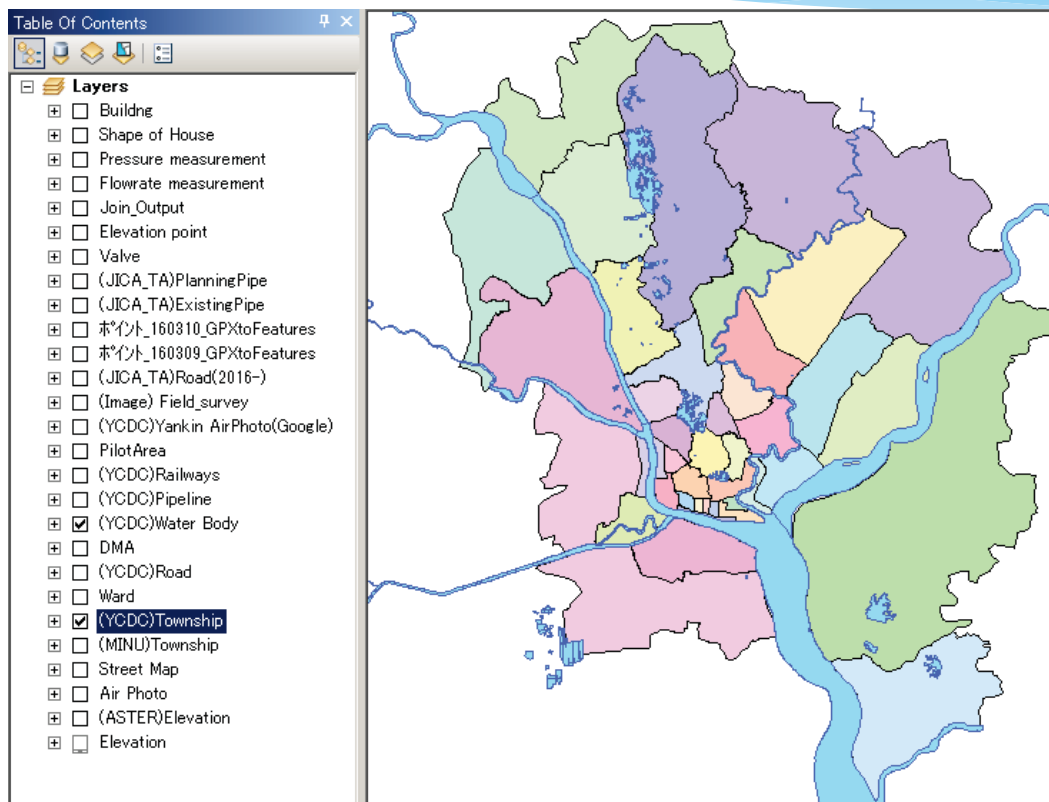 Table Of Contents
Layers
Buildng
Shape of House
Pressure measurement
Flowrate measurement
Join_Output
Elevation point
Valve
(JICA_TA)PlanningPipe
(JICA_TA)ExistingPipe
ﾎﾟｲﾝﾄ_160310_GPXtoFeatures
ﾎﾟｲﾝﾄ_160309_GPXtoFeatures
(JICA_TA)Road(2016-)
(Image) Field_survey
(YCDC)Yankin AirPhoto(Google)
PilotArea
(YCDC)Railways
(YCDC)Pipeline
(YCDC)Water Body
DMA
(YCDC)Road
Ward
(YCDC)Township
(MINU)Township
Street Map
Air Photo
(ASTER)Elevation
Elevation